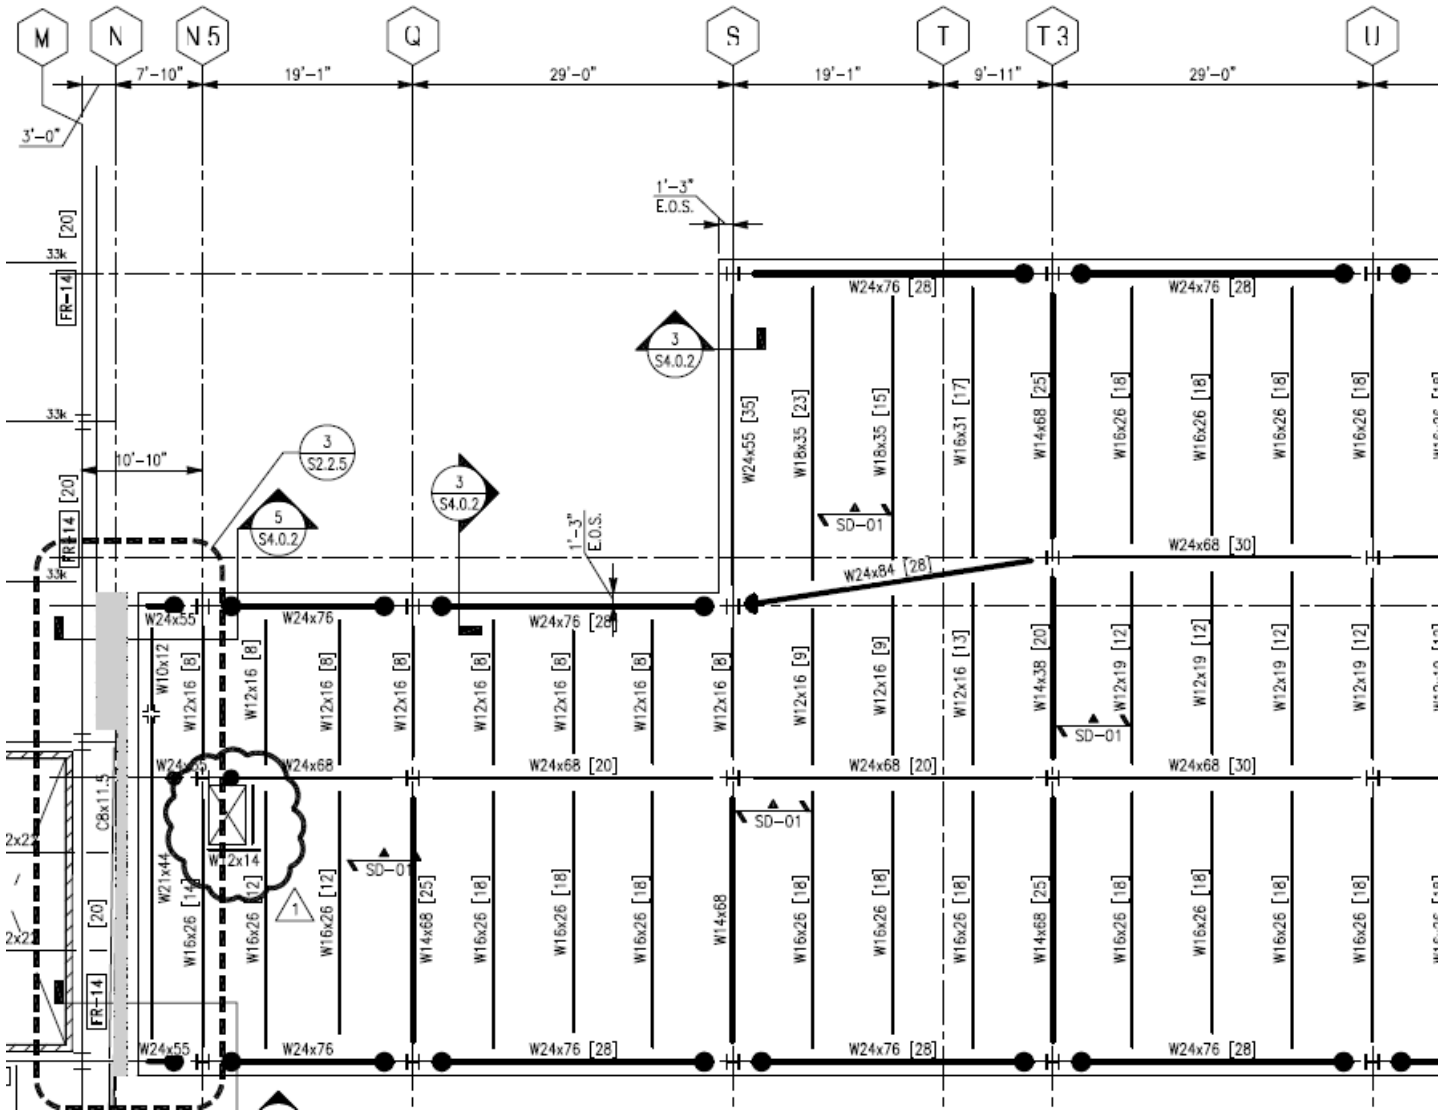 M N N5 Q S T T3 U
7'-10" 19'-1" 29'-0" 19'-1" 9'-11" 29'-0"
3'-0"
1'-3"
E.O.S.
[20]
33k
FR-14
W24x76 [28] W24x76 [28]
3
S4.0.2
33k
W24x55 [35]
W18x35 [23]
W18x35 [15]
W16x31 [17]
W14x68 [25]
W16x26 [18]
W16x26 [18]
W16x26 [18]
W16x26 [18]
10'-10"
3
S2.2.5
3
S4.0.2
5
S4.0.2
[20]
FR-14
33k
1'-3"
E.O.S.
SD-01
W24x68 [30]
W24x84 [28]
W24x55 W24x76 W24x76 [28]
W10x12
W12x16 [8]
W12x16 [8]
W12x16 [8]
W12x16 [8]
W12x16 [8]
W12x16 [8]
W12x16 [8]
W12x16 [8]
W12x16 [9]
W12x16 [9]
W12x16 [13]
W14x38 [20]
W12x19 [12]
W12x19 [12]
W12x19 [12]
W12x19 [12]
SD-01
W24x55 W24x68 W24x68 [20] W24x68 [20] W24x68 [30]
C8x11.5
SD-01
W12x14
SD-01
2x22
2x22
[20]
FR-14
W21x44
W16x26 [14]
W16x26 [12]
W16x26 [12]
1
W14x68 [25]
W16x26 [18]
W16x26 [18]
W16x26 [18]
W14x68
W16x26 [18]
W16x26 [18]
W16x26 [18]
W14x68 [25]
W16x26 [18]
W16x26 [18]
W16x26 [18]
W16x26 [18]
W24x55 W24x76 W24x76 [28] W24x76 [28] W24x76 [28]